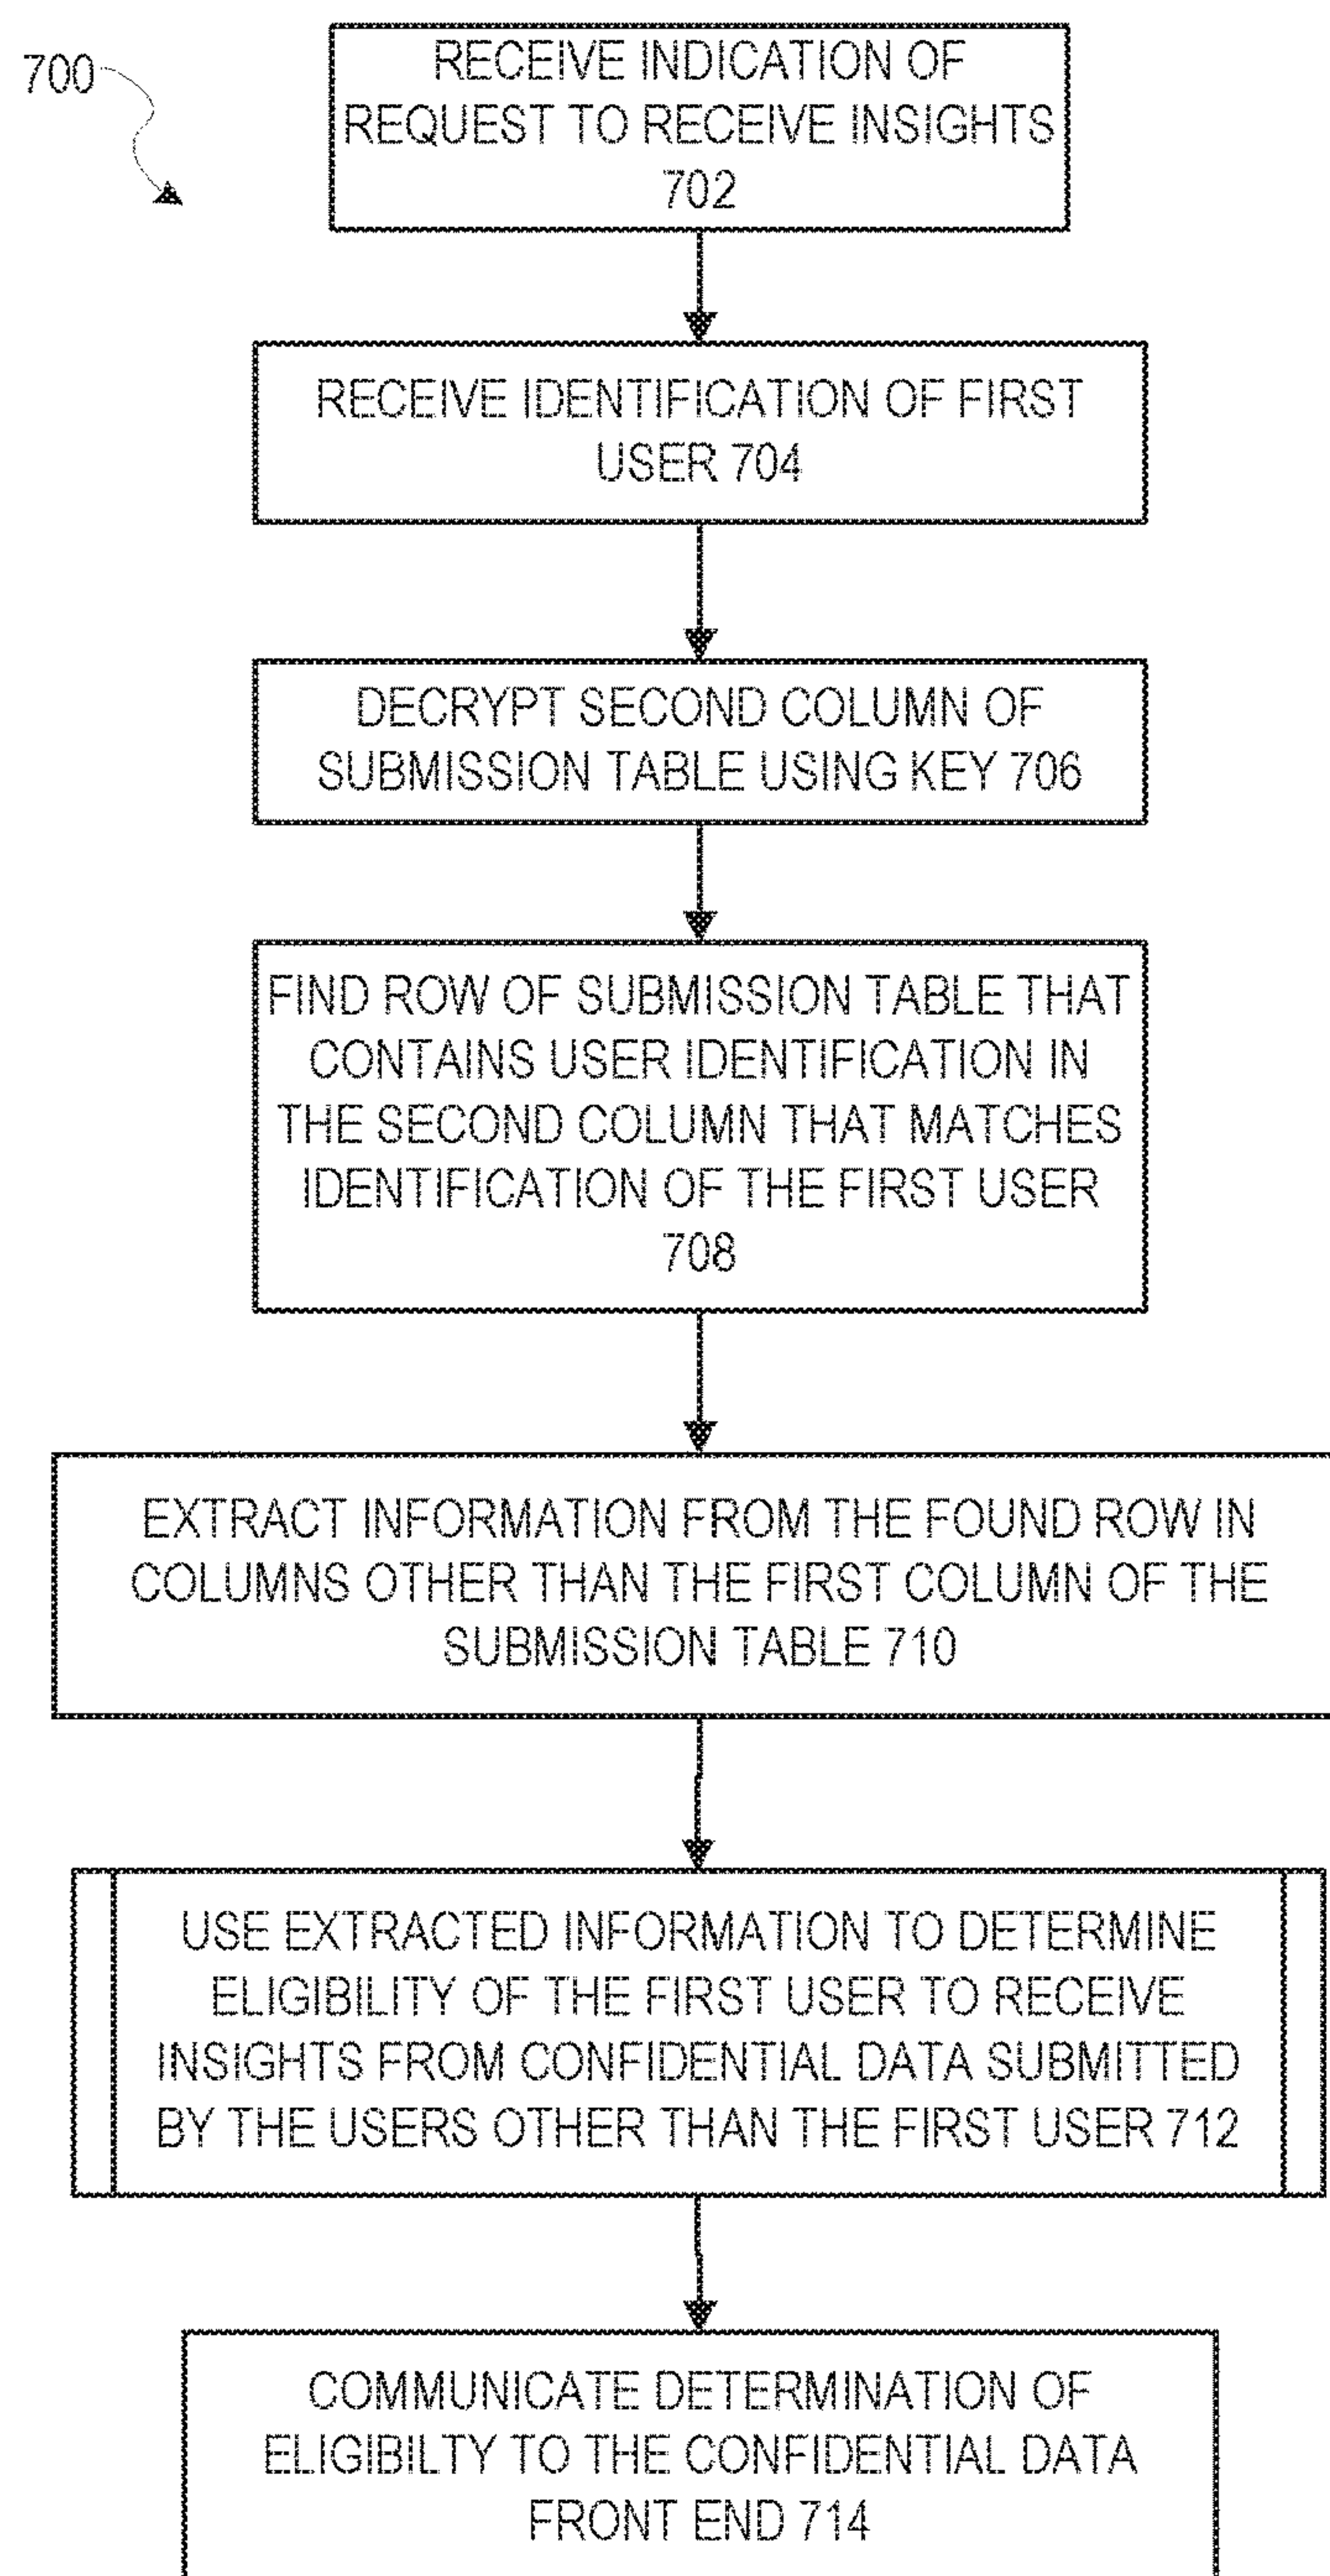 700
RECEIVE INDICATION OF
REQUEST TO RECEIVE INSIGHTS
702
RECEIVE IDENTIFICATION OF FIRST
USER 704
DECRYPT SECOND COLUMN OF
SUBMISSION TABLE USING KEY 706
FIND ROW OF SUBMISSION TABLE THAT
CONTAINS USER IDENTIFICATION IN
THE SECOND COLUMN THAT MATCHES
IDENTIFICATION OF THE FIRST USER
708
EXTRACT INFORMATION FROM THE FOUND ROW IN
COLUMNS OTHER THAN THE FIRST COLUMN OF THE
SUBMISSION TABLE 710
USE EXTRACTED INFORMATION TO DETERMINE
ELIGIBILITY OF THE FIRST USER TO RECEIVE
INSIGHTS FROM CONFIDENTIAL DATA SUBMITTED
BY THE USERS OTHER THAN THE FIRST USER 712
COMMUNICATE DETERMINATION OF
ELIGIBILTY TO THE CONFIDENTIAL DATA
FRONT END 714